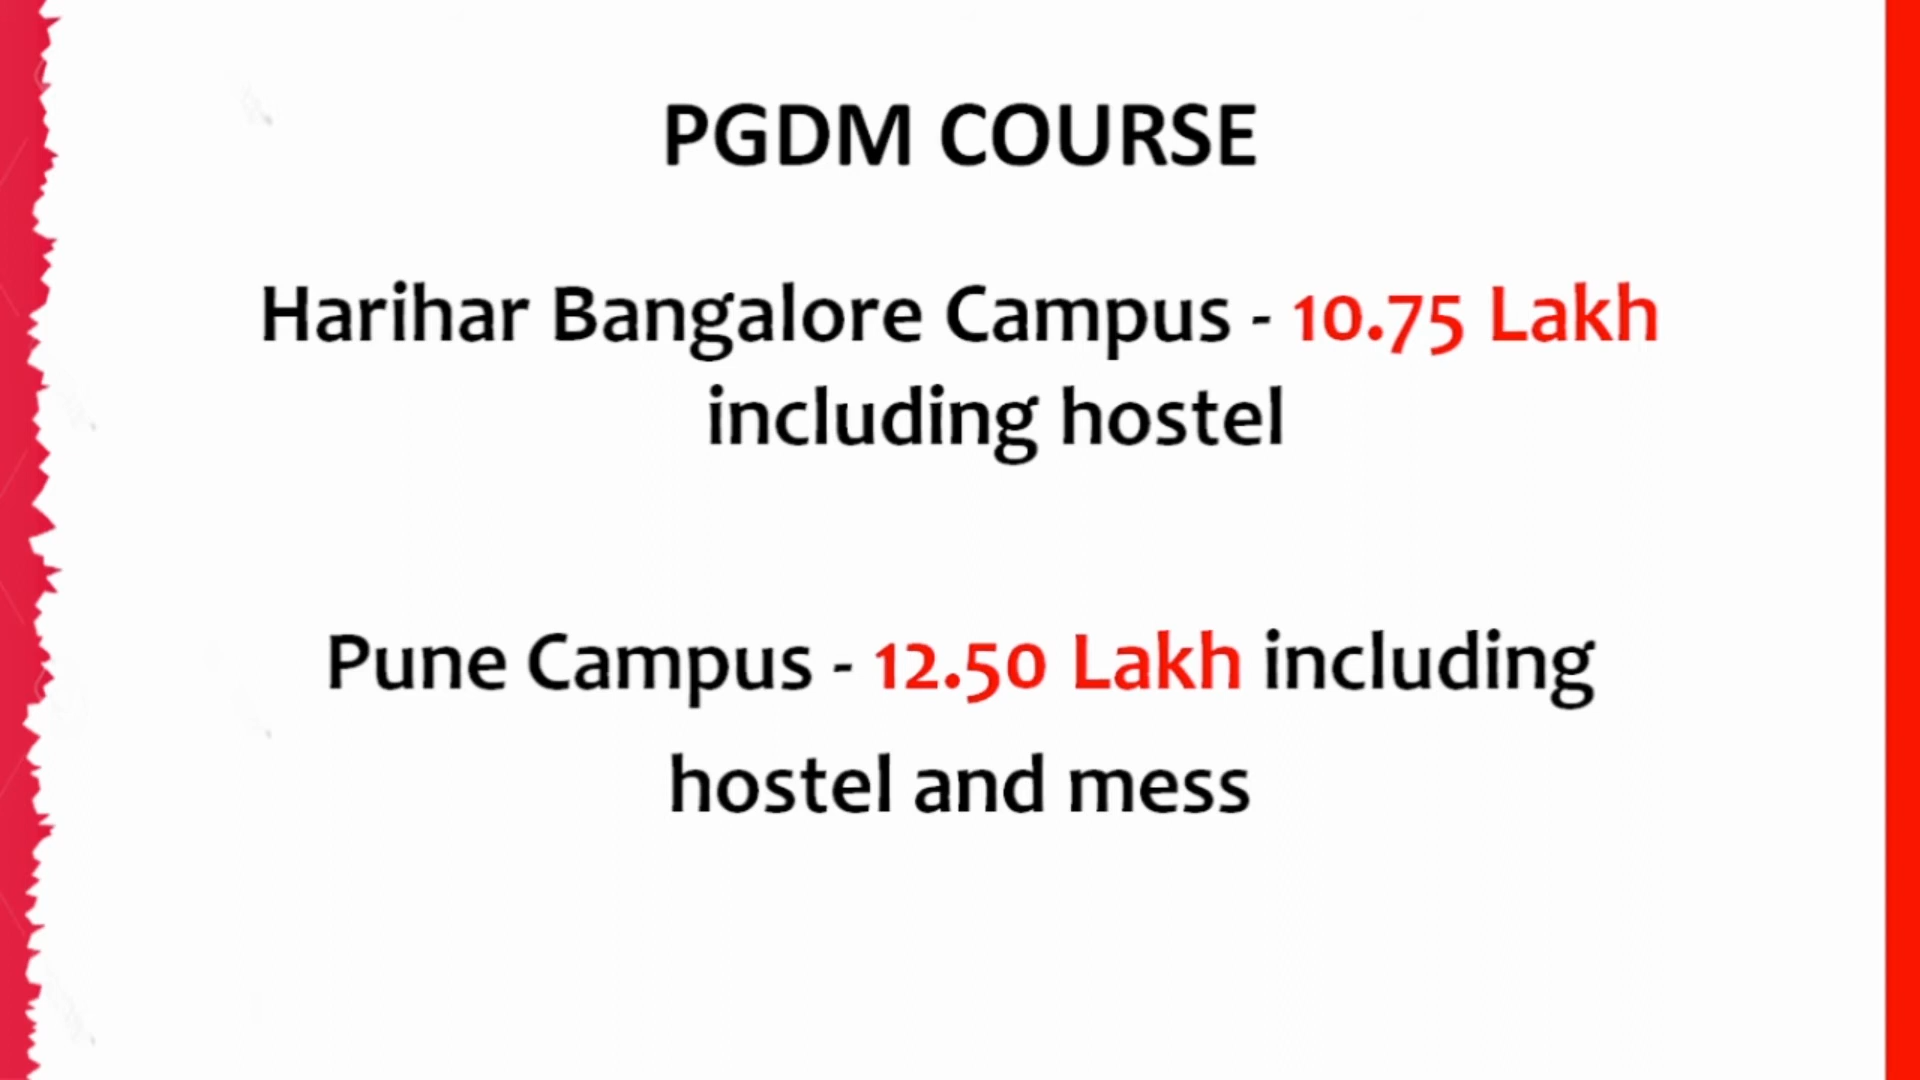 PGDM COURSE
Harihar Bangalore Campus - 10.75 Lakh
including hostel
Pune Campus - 12.50 Lakh including
hostel and mess